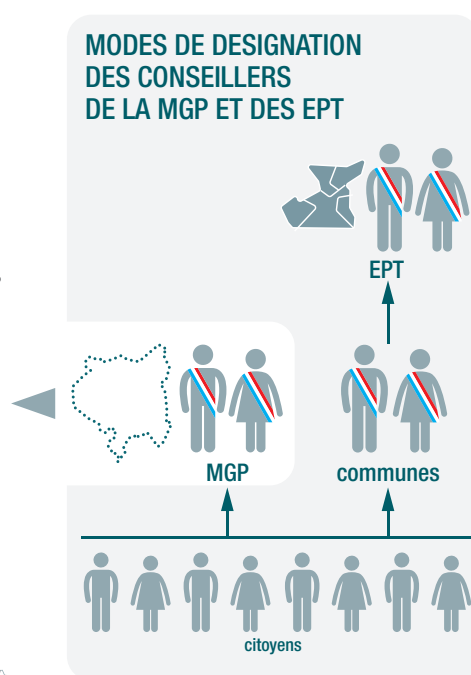 MODES DE DESIGNATION
DES CONSEILLERS
DE LA MGP ET DES EPT
EPT
MGP
communes
citoyens